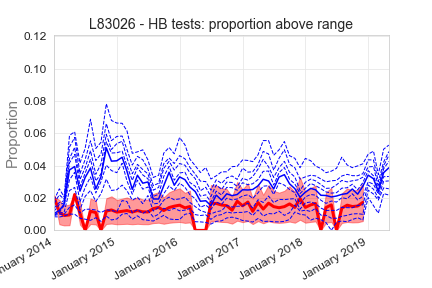 L83026 - HB tests: proportion above range
Proportion
0.12
0.10
0.08
0.06
0.04
0.02
0.00
January 2015
January 2016
January 2017
January 2018
January 2019
2014